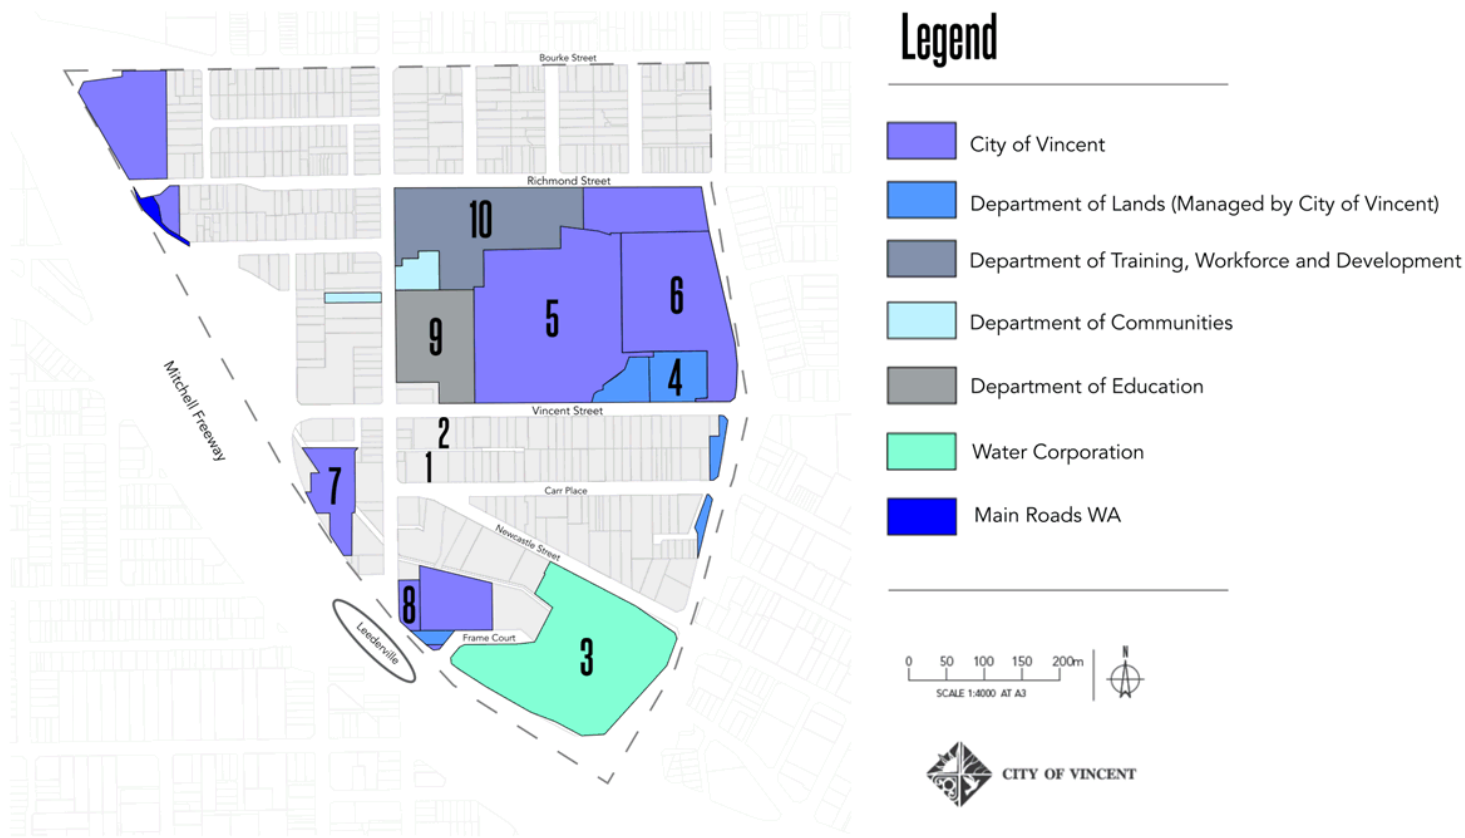 Legend
Bourke Street
City of Vincent
Richmond Street
Department of Lands (Managed by City of Vincent)
10
Department of Training, Workforce and Development
6
5
Department of Communities
9
4
Department of Education
Mitchell Freeway
Vincent Street
2
1
Water Corporation
7
Carr Place
Main Roads WA
Newcastle Street
8
Leederville
Frame Court
3
N
0 50 100 150 200m
SCALE 1:4000 AT A3
CITY OF VINCENT